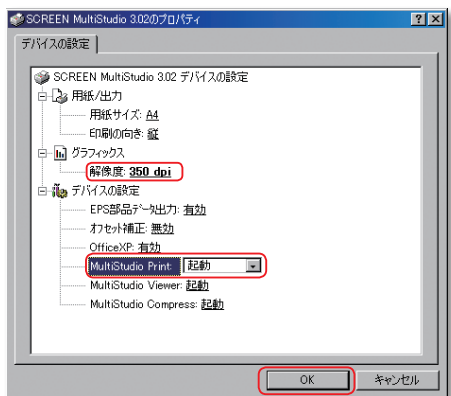 SCREEN MultiStudio 3.02のプロパティ
デバイスの設定
SCREEN MultiStudio 3.02 デバイスの設定
用紙/出力
用紙サイズ: A4
印刷の向き: 縦
グラフィックス
解像度: 350 dpi
デバイスの設定
EPS部品データ出力: 有効
オフセット補正: 無効
OfficeXP: 有効
MultiStudio Print: 起動
MultiStudio Viewer: 起動
MultiStudio Compress: 起動
OK キャンセル